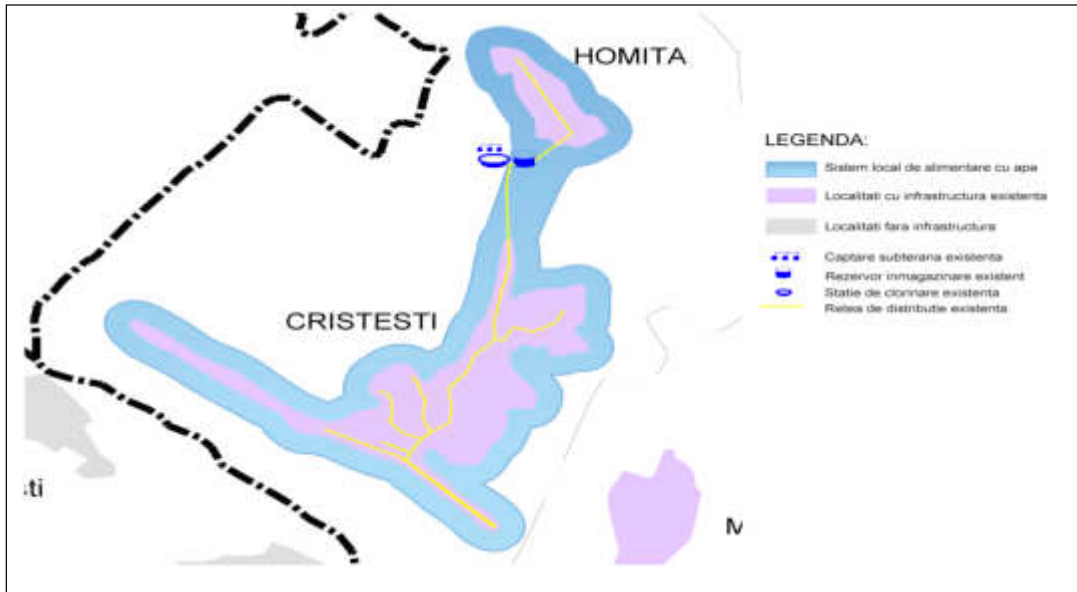 HOMITA
CRISTESTI
ști
M
LEGENDA:
Sistem local de alimentare cu apa
Localitati cu infrastructura existenta
Localitati fara infrastructura
Captare subterana existenta
Rezervor inmagazinare existent
Statie de clorinare existenta
Retea de distributie existenta